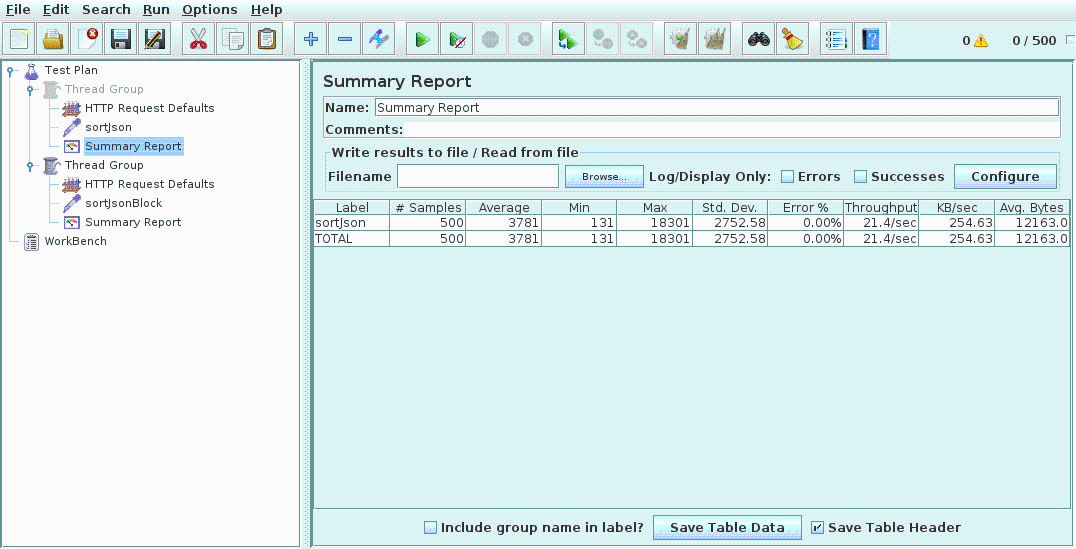 File Edit Search Run Options Help
0 0 / 500
Test Plan
Thread Group
HTTP Request Defaults
sortJson
Summary Report
Thread Group
HTTP Request Defaults
sortJsonBlock
Summary Report
WorkBench
Summary Report
Name: Summary Report
Comments:
Write results to file / Read from file
Filename Browse... Log/Display Only: Errors Successes Configure
Label # Samples Average Min Max Std. Dev. Error % Throughput KB/sec Avg. Bytes
sortJson 500 3781 131 18301 2752.58 0.00% 21.4/sec 254.63 12163.0
TOTAL 500 3781 131 18301 2752.58 0.00% 21.4/sec 254.63 12163.0
Include group name in label? Save Table Data Save Table Header